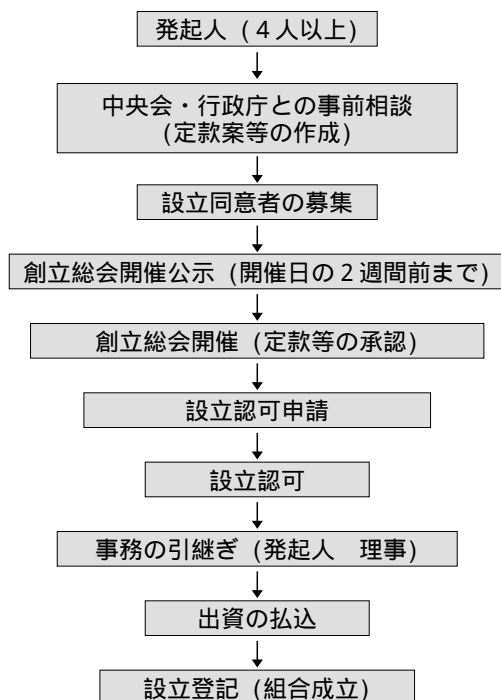 発起人（４人以上）
中央会・行政庁との事前相談
（定款案等の作成）
設立同意者の募集
創立総会開催公示（開催日の２週間前まで）
創立総会開催（定款等の承認）
設立認可申請
設立認可
事務の引継ぎ（発起人　理事）
出資の払込
設立登記（組合成立）